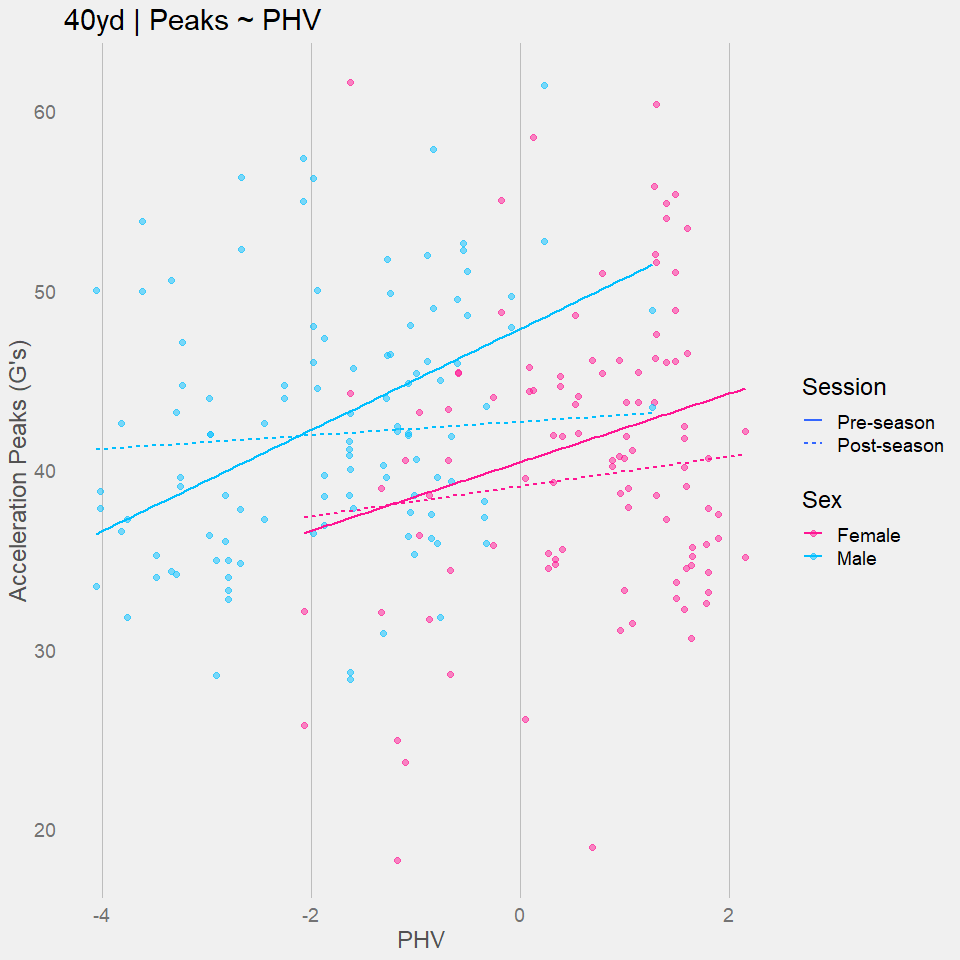 40yd | Peaks ~ PHV
Acceleration Peaks (G's)
60
50
40
30
20
-4
-2
0
2
PHV
Session
Pre-season
Post-season
Sex
Female
Male